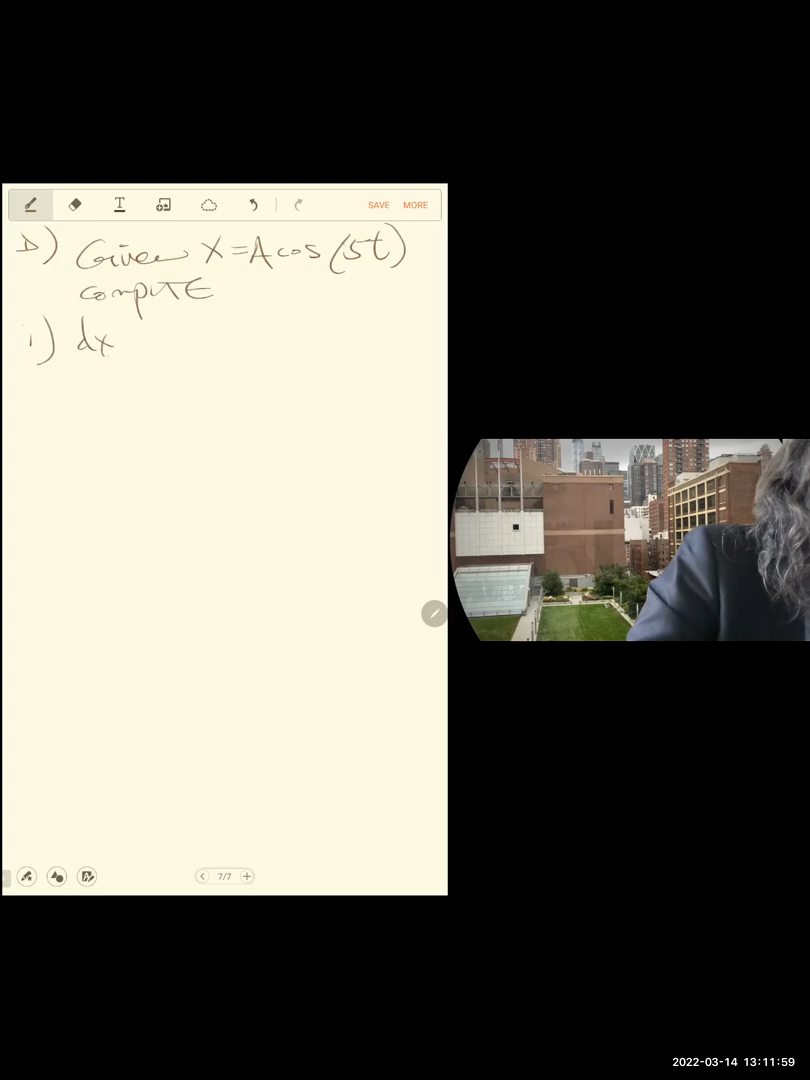 SAVE MORE
D) Given X=A cos (5t)
compute
i) dx
7/7
2022-03-14 13:11:59